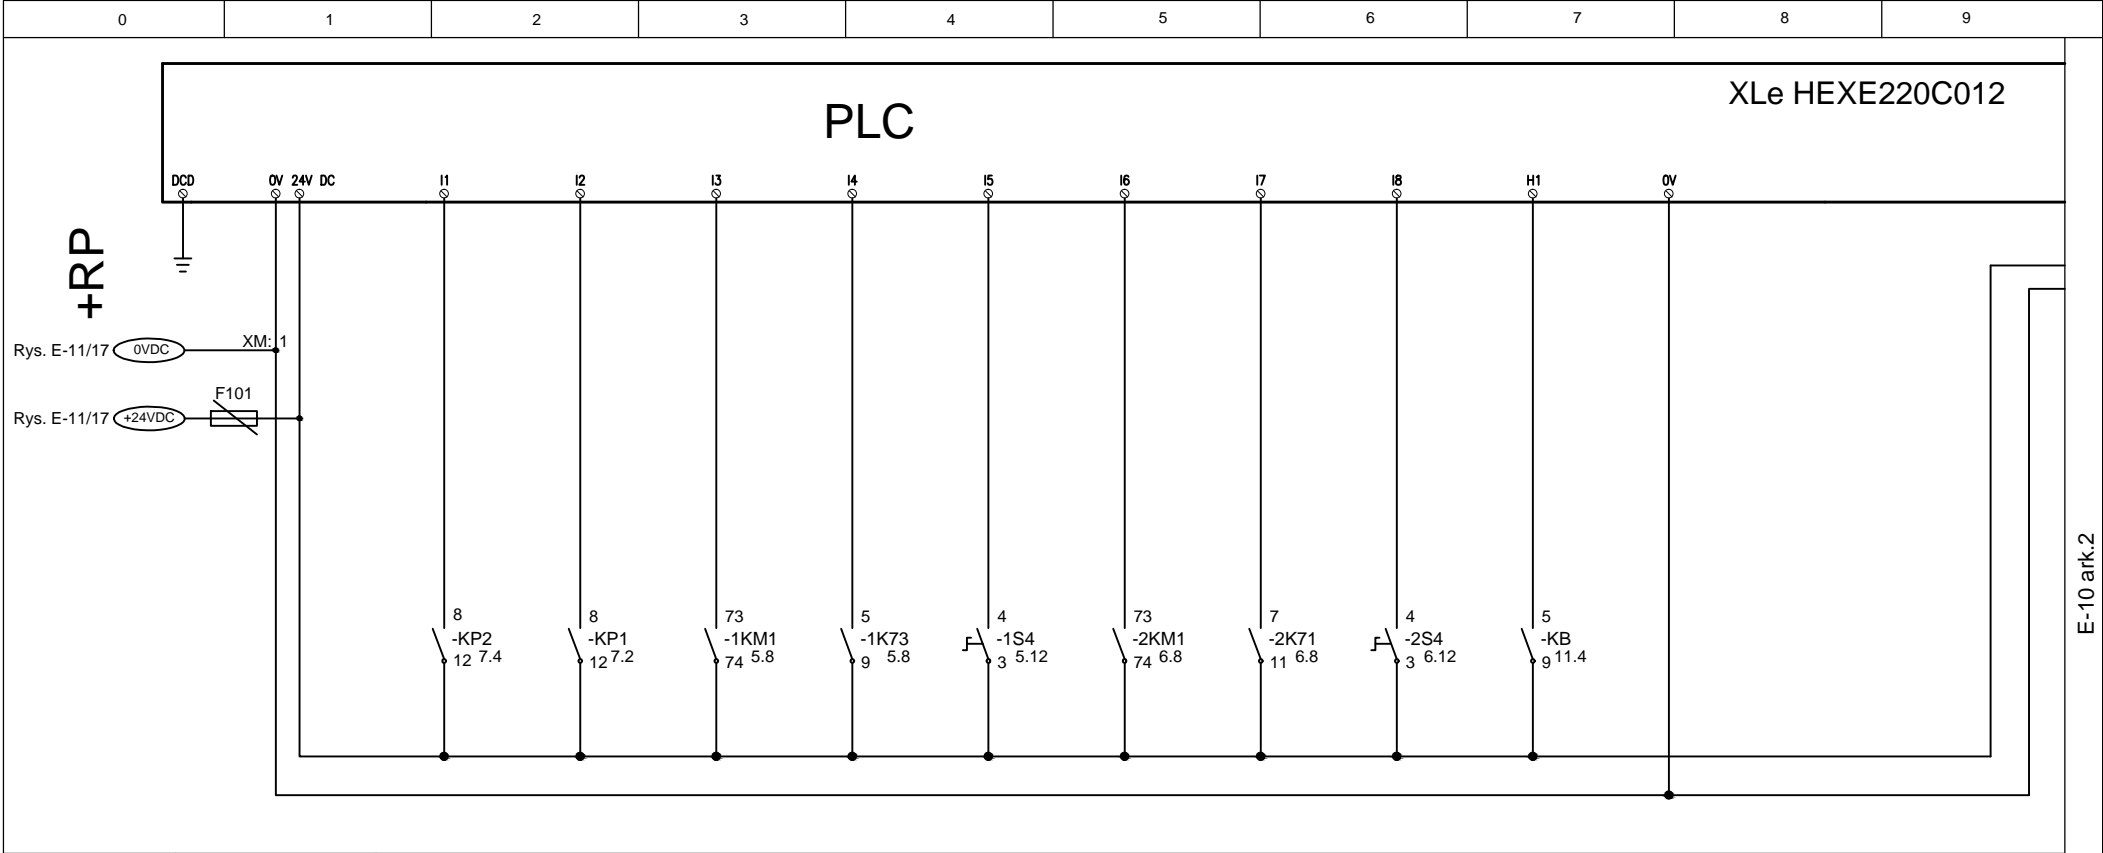 0 1 2 3 4 5 6 7 8 9
XLe HEXE220C012
PLC
DCD 0V 24V DC I1 I2 I3 I4 I5 I6 I7 I8 H1 0V
+RP
XM: 1
Rys. E-11/17 0VDC
F101
Rys. E-11/17 +24VDC
E-10 ark.2
8 8 73 5 4 73 7 4 5
-KP2 -KP1 -1KM1 -1K73 -1S4 -2KM1 -2K71 -2S4 -KB
12 7.4 12 7.2 74 5.8 9 5.8 3 5.12 74 6.8 11 6.8 3 6.12 9 11.4